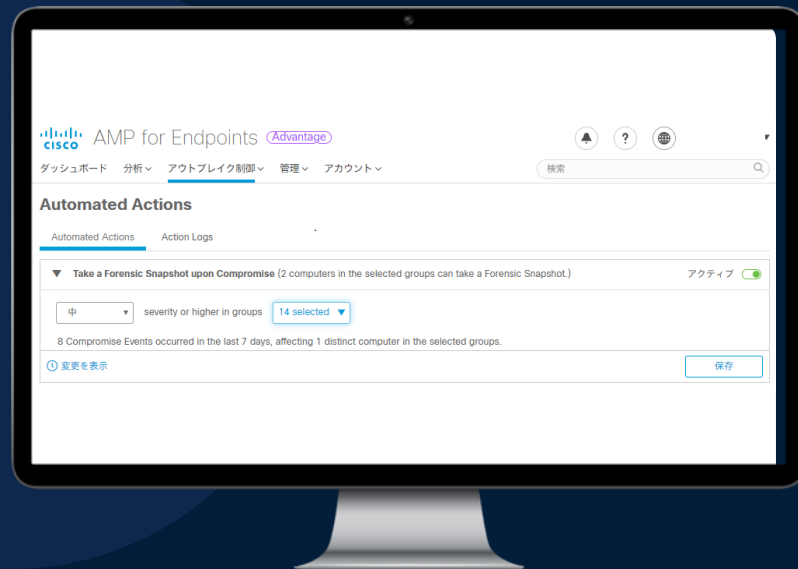 CISCO AMP for Endpoints Advantage
?
ダッシュボード 分析 アウトブレイク制御 管理 アカウント 検索
Automated Actions
Automated Actions Action Logs
Take a Forensic Snapshot upon Compromise (2 computers in the selected groups can take a Forensic Snapshot.) アクティブ
中 severity or higher in groups 14 selected
8 Compromise Events occurred in the last 7 days, affecting 1 distinct computer in the selected groups.
変更を表示 保存